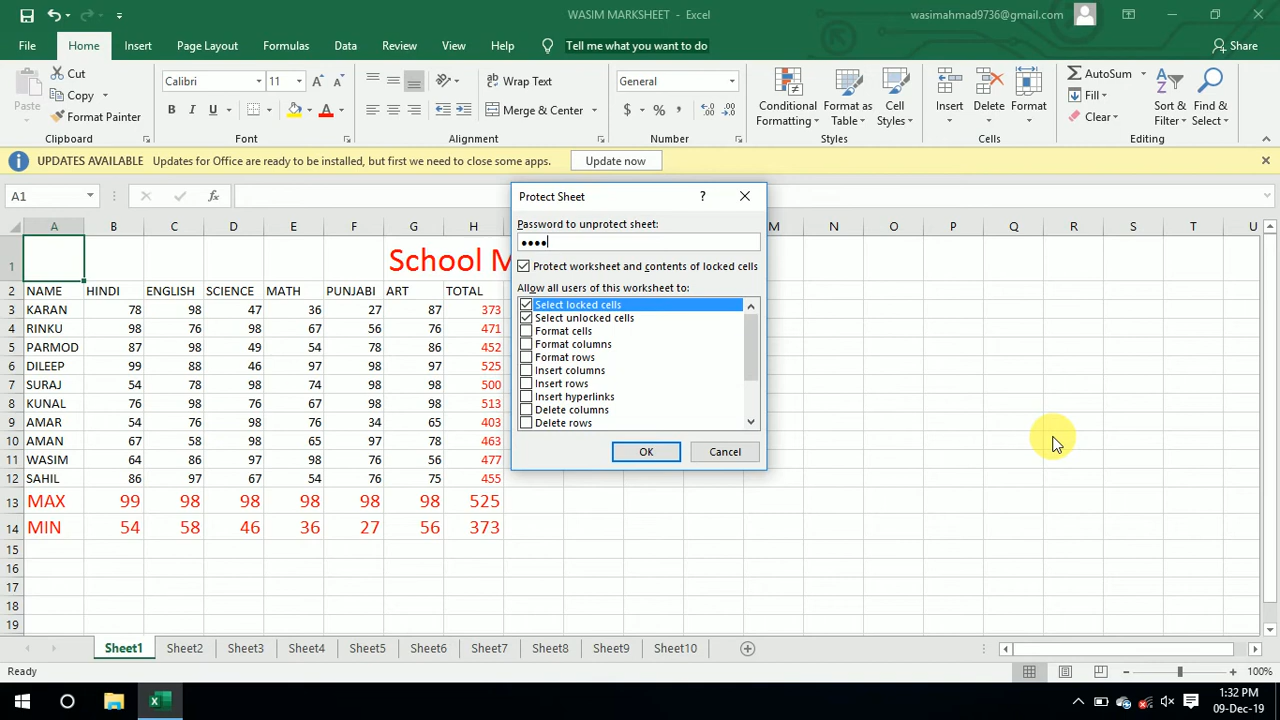 WASIM MARKSHEET - Excel
wasimahmad9736@gmail.com
File Home Insert Page Layout Formulas Data Review View Help Tell me what you want to do Share
Paste
Cut
Copy
Format Painter
Clipboard
Calibri 11
B I U
Font
Wrap Text
Merge & Center
Alignment
General
$ % ,
Number
Conditional Formatting
Format as Table
Cell Styles
Styles
Insert Delete Format
Cells
AutoSum
Fill
Clear
Sort & Filter
Find & Select
Editing
UPDATES AVAILABLE Updates for Office are ready to be installed, but first we need to close some apps. Update now
A1 fx
A B C D E F G H M N O P Q R S T U
1 School M
2 NAME HINDI ENGLISH SCIENCE MATH PUNJABI ART TOTAL
3 KARAN 78 98 47 36 27 87 373
4 RINKU 98 76 98 67 56 76 471
5 PARMOD 87 98 49 54 78 86 452
6 DILEEP 99 88 46 97 98 97 525
7 SURAJ 54 78 98 74 98 98 500
8 KUNAL 76 98 76 67 98 98 513
9 AMAR 54 76 98 76 34 65 403
10 AMAN 67 58 98 65 97 78 463
11 WASIM 64 86 97 98 76 56 477
12 SAHIL 86 97 67 54 76 75 455
13 MAX 99 98 98 98 98 98 525
14 MIN 54 58 46 36 27 56 373
15
16
17
18
19
Protect Sheet ?
Password to unprotect sheet:
••••
Protect worksheet and contents of locked cells
Allow all users of this worksheet to:
Select locked cells
Select unlocked cells
Format cells
Format columns
Format rows
Insert columns
Insert rows
Insert hyperlinks
Delete columns
Delete rows
OK Cancel
Sheet1 Sheet2 Sheet3 Sheet4 Sheet5 Sheet6 Sheet7 Sheet8 Sheet9 Sheet10
Ready 100%
1:32 PM
09-Dec-19